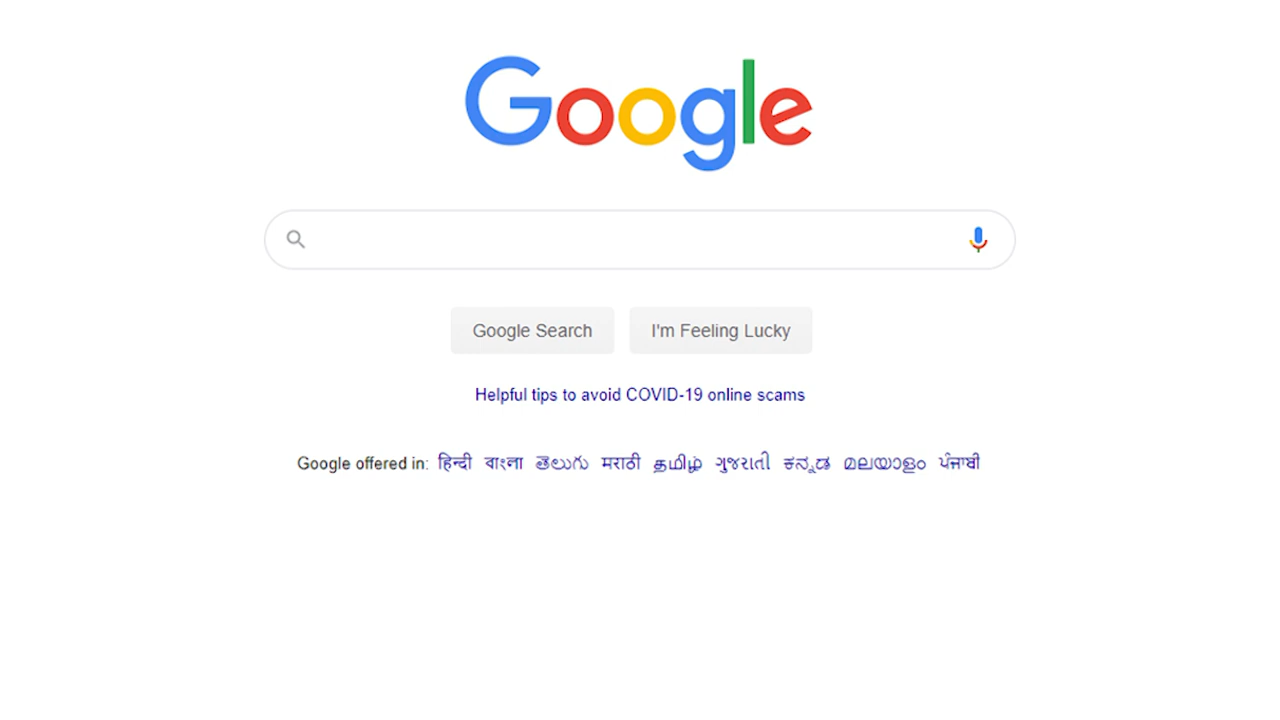 Google
Google Search I'm Feeling Lucky
Helpful tips to avoid COVID-19 online scams
Google offered in: हिन्दी বাংলা తెలుగు मराठी தமிழ் ગુજરાતી ಕನ್ನಡ മലയാളം ਪੰਜਾਬੀ